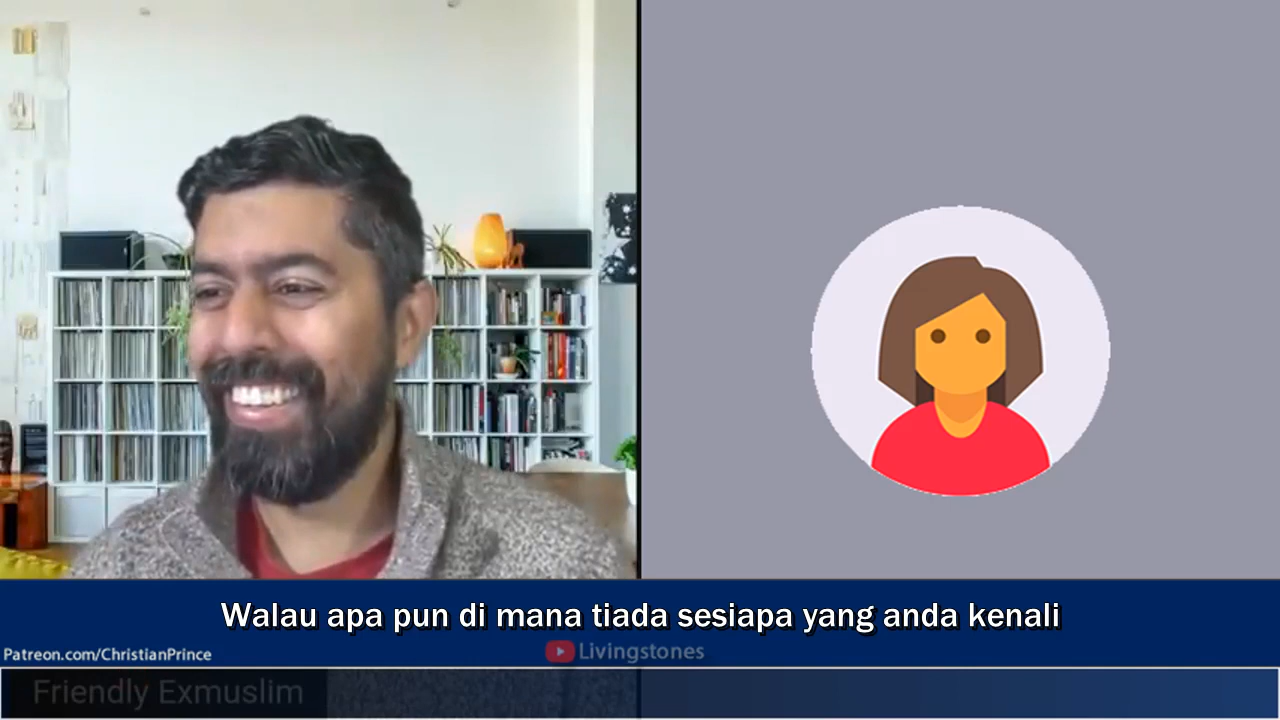 Walau apa pun di mana tiada sesiapa yang anda kenali
Patreon.com/ChristianPrince
Livingstones
Friendly Exmuslim